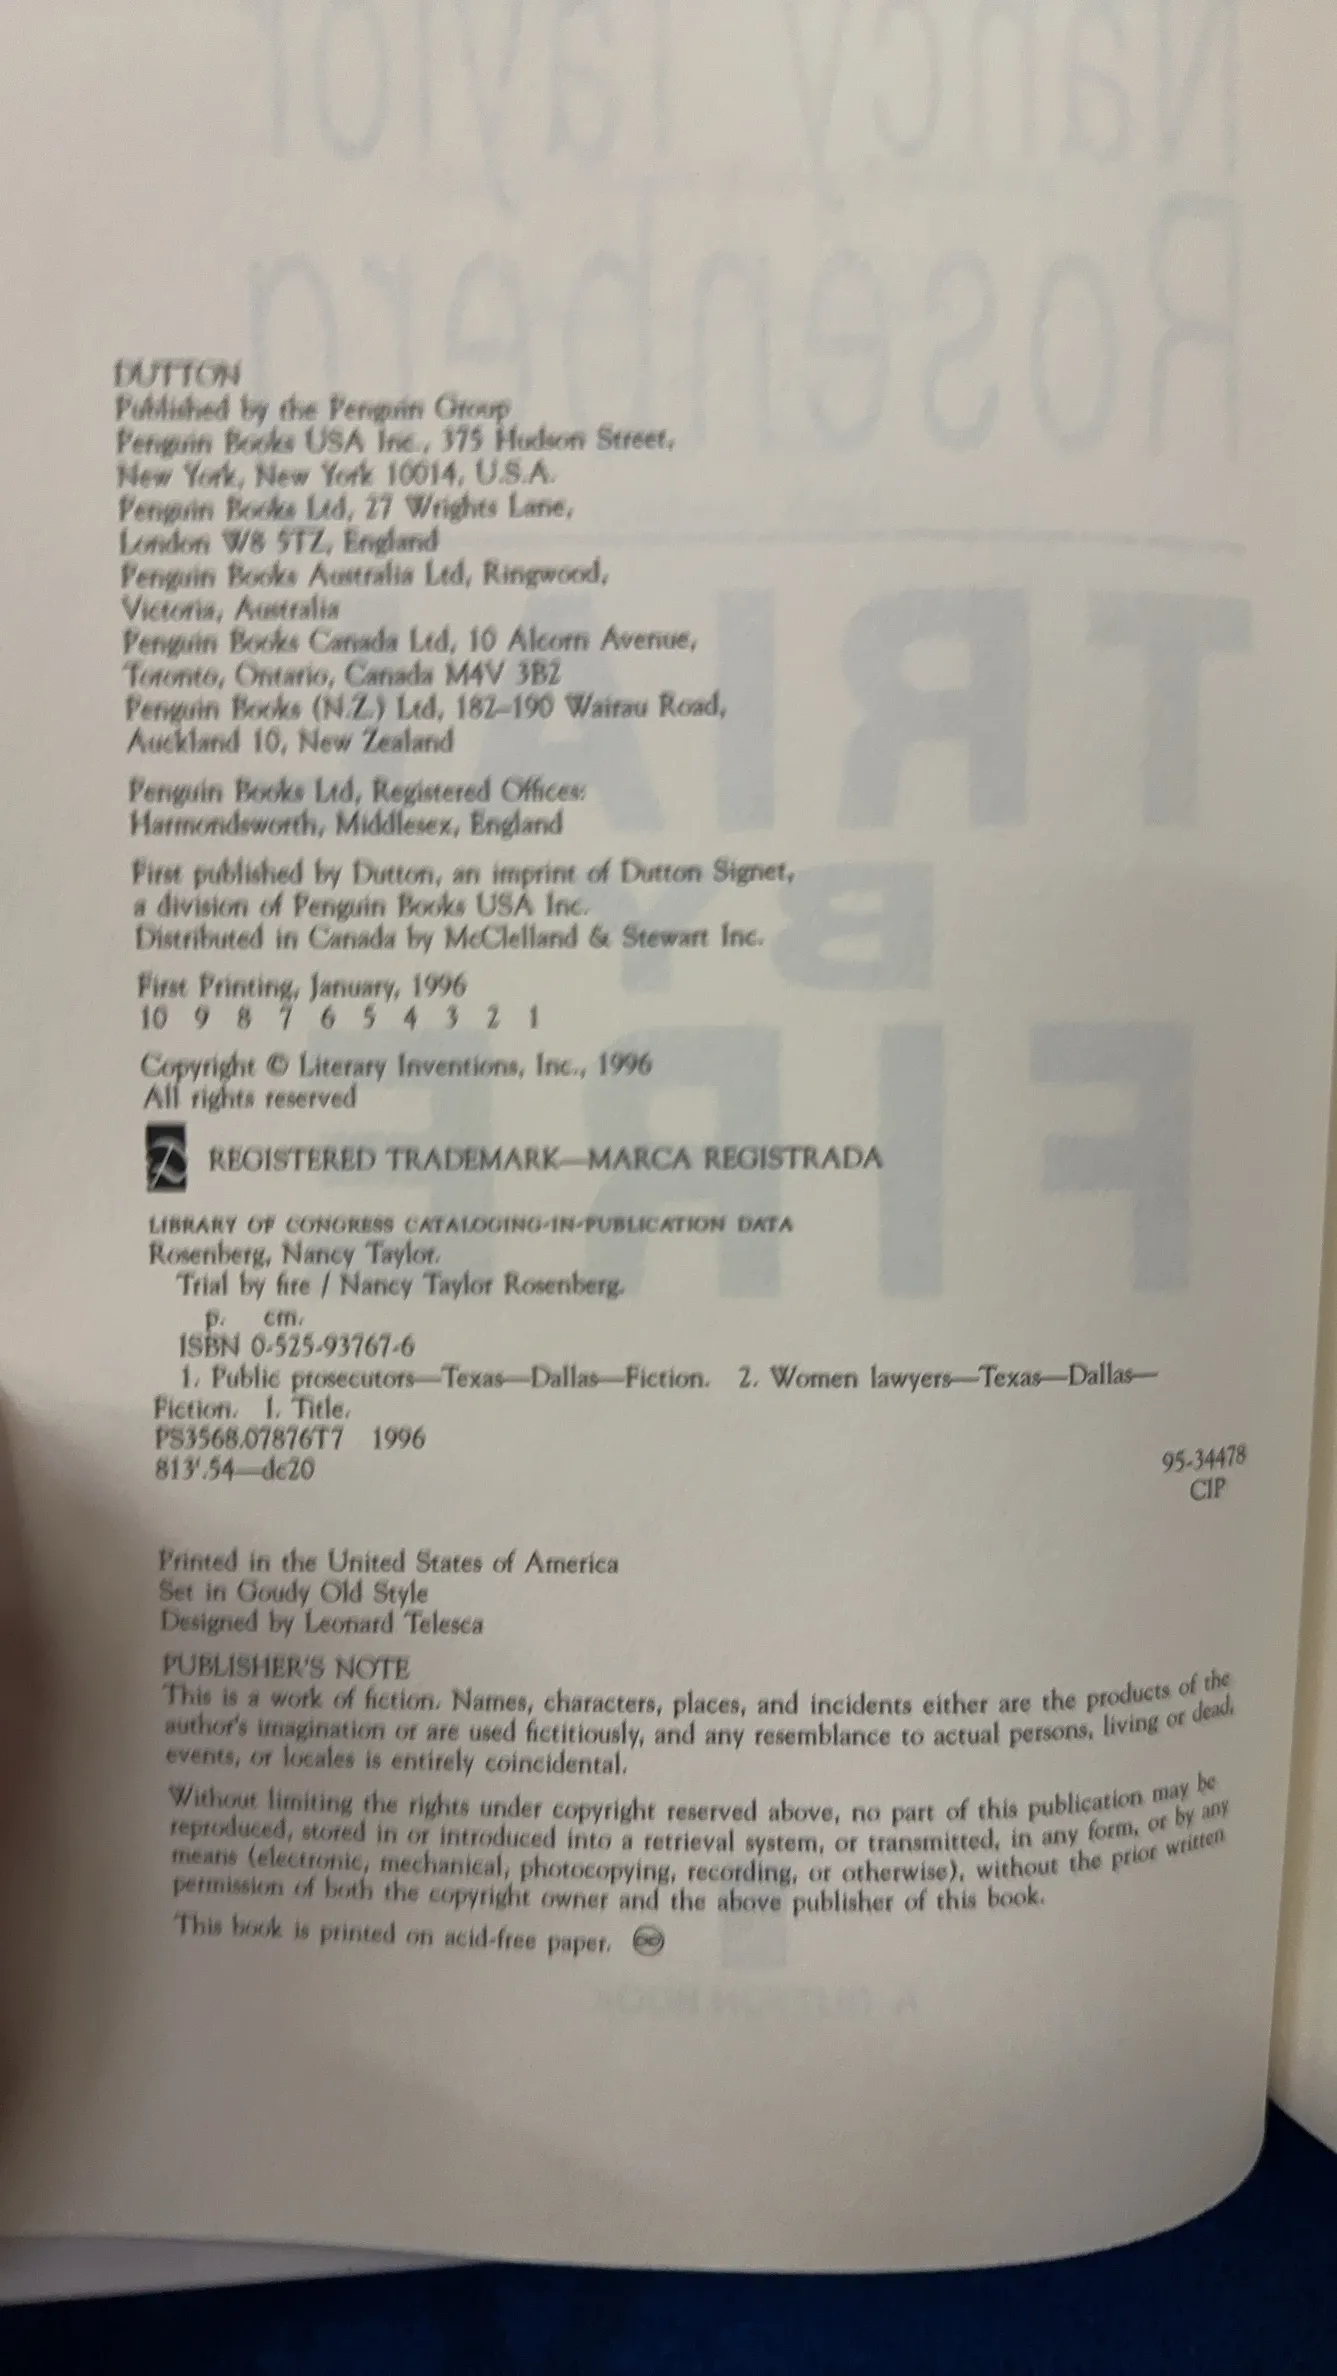 Nancy Taylor
Rosenberg
TRIAL
BY
FIRE
DUTTON
Published by the Penguin Group
Penguin Books USA Inc., 375 Hudson Street,
New York, New York 10014, U.S.A.
Penguin Books Ltd, 27 Wrights Lane,
London W8 5TZ, England
Penguin Books Australia Ltd, Ringwood,
Victoria, Australia
Penguin Books Canada Ltd, 10 Alcorn Avenue,
Toronto, Ontario, Canada M4V 3B2
Penguin Books (N.Z.) Ltd, 182–190 Wairau Road,
Auckland 10, New Zealand
Penguin Books Ltd, Registered Offices:
Harmondsworth, Middlesex, England
First published by Dutton, an imprint of Dutton Signet,
a division of Penguin Books USA Inc.
Distributed in Canada by McClelland & Stewart Inc.
First Printing, January, 1996
10 9 8 7 6 5 4 3 2 1
Copyright © Literary Inventions, Inc., 1996
All rights reserved
REGISTERED TRADEMARK—MARCA REGISTRADA
LIBRARY OF CONGRESS CATALOGING-IN-PUBLICATION DATA
Rosenberg, Nancy Taylor.
Trial by fire / Nancy Taylor Rosenberg.
p. cm.
ISBN 0-525-93767-6
1. Public prosecutors—Texas—Dallas—Fiction. 2. Women lawyers—Texas—Dallas—
Fiction. I. Title.
PS3568.O7876T7 1996
813'.54—dc20
95-34478
CIP
Printed in the United States of America
Set in Goudy Old Style
Designed by Leonard Telesca
PUBLISHER'S NOTE
This is a work of fiction. Names, characters, places, and incidents either are the products of the
author's imagination or are used fictitiously, and any resemblance to actual persons, living or dead,
events, or locales is entirely coincidental.
Without limiting the rights under copyright reserved above, no part of this publication may be
reproduced, stored in or introduced into a retrieval system, or transmitted, in any form, or by any
means (electronic, mechanical, photocopying, recording, or otherwise), without the prior written
permission of both the copyright owner and the above publisher of this book.
This book is printed on acid-free paper.
A DUTTON BOOK